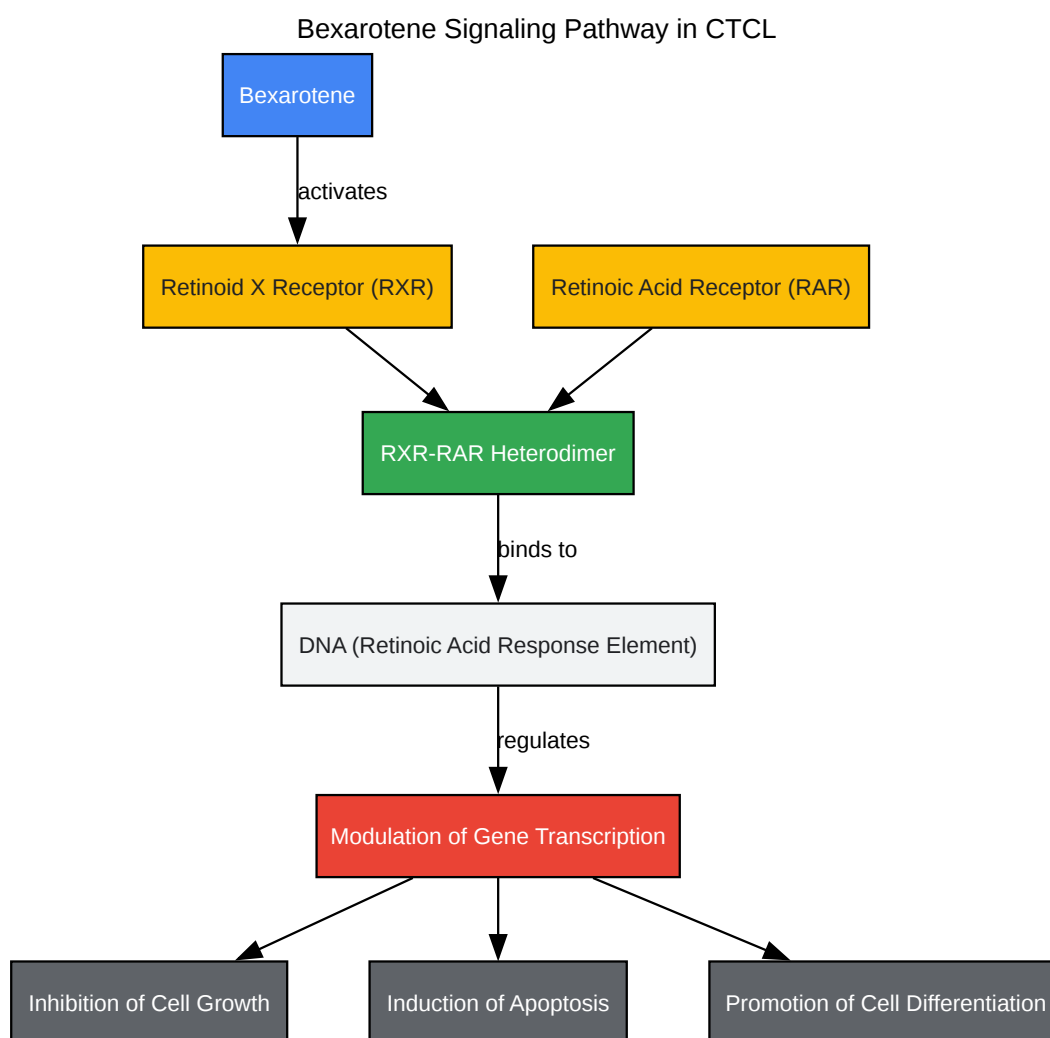 Bexarotene Signaling Pathway in CTCL
Bexarotene
activates
Retinoid X Receptor (RXR)
Retinoic Acid Receptor (RAR)
RXR-RAR Heterodimer
binds to
DNA (Retinoic Acid Response Element)
regulates
Modulation of Gene Transcription
Inhibition of Cell Growth
Induction of Apoptosis
Promotion of Cell Differentiation